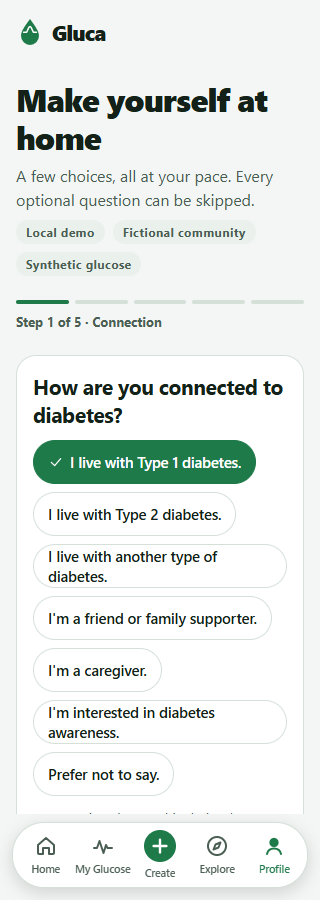 Gluca
Make yourself at
home
A few choices, all at your pace. Every
optional question can be skipped.
Local demo
Fictional community
Synthetic glucose
Step 1 of 5 · Connection
How are you connected to
diabetes?
I live with Type 1 diabetes.
I live with Type 2 diabetes.
I live with another type of
diabetes.
I'm a friend or family supporter.
I'm a caregiver.
I'm interested in diabetes
awareness.
Prefer not to say.
Home
My Glucose
Create
Explore
Profile